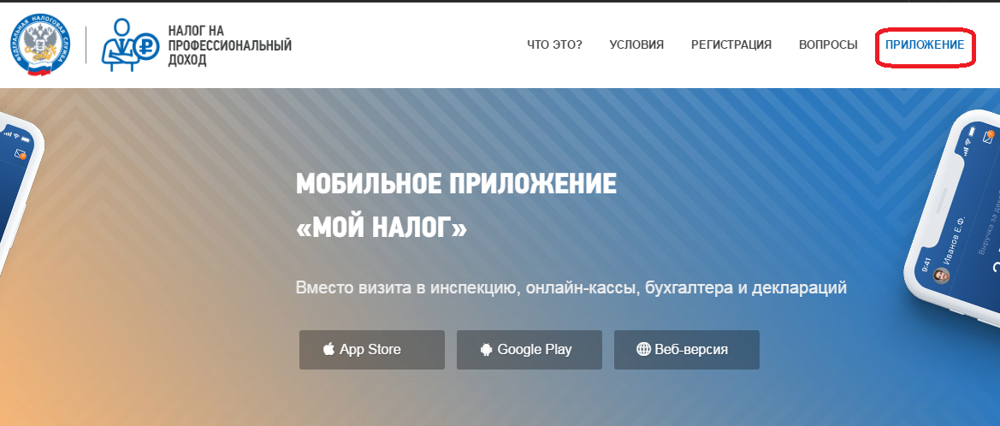 ФЕДЕРАЛЬНАЯ НАЛОГОВАЯ СЛУЖБА
НАЛОГ НА
ПРОФЕССИОНАЛЬНЫЙ
ДОХОД
ЧТО ЭТО? УСЛОВИЯ РЕГИСТРАЦИЯ ВОПРОСЫ ПРИЛОЖЕНИЕ
МОБИЛЬНОЕ ПРИЛОЖЕНИЕ
«МОЙ НАЛОГ»
Вместо визита в инспекцию, онлайн-кассы, бухгалтера и деклараций
App Store Google Play Веб-версия
9:41
Иванов Е.Ф.
Выручка за